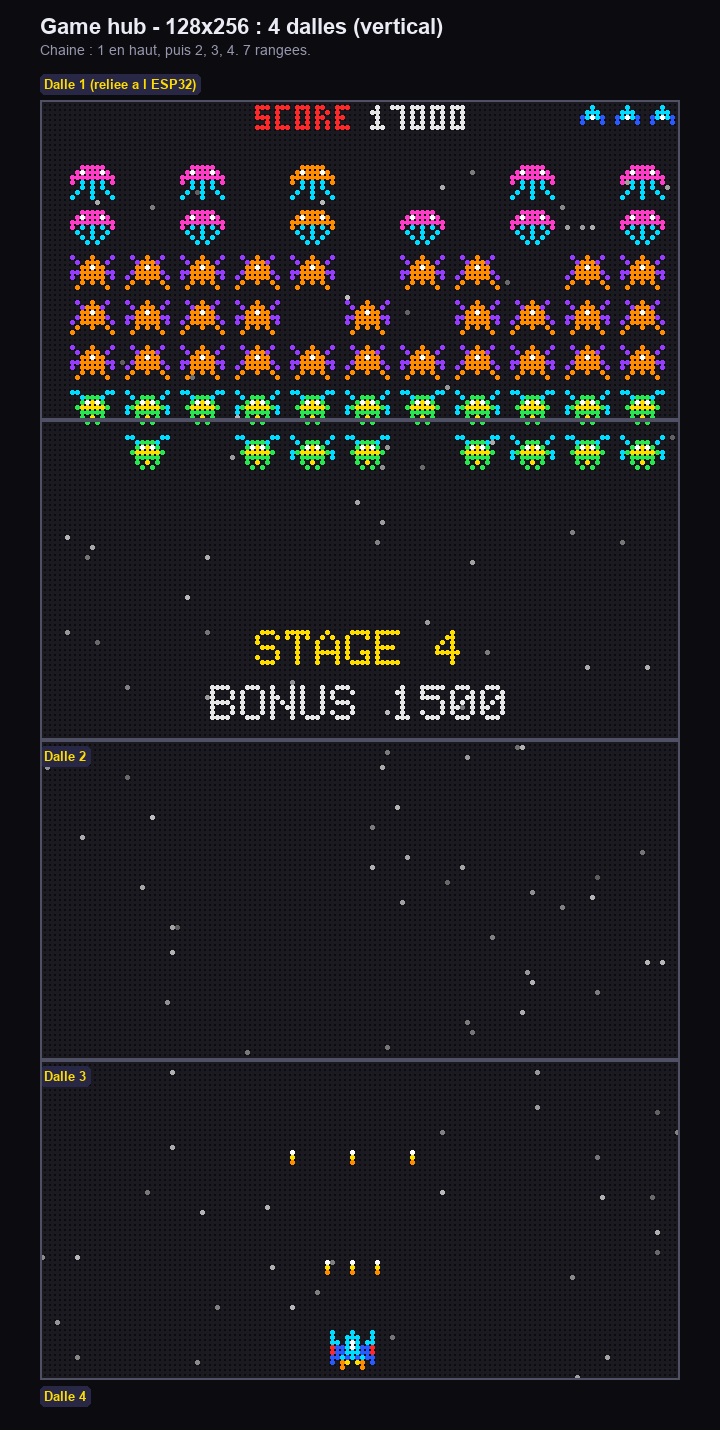 Game hub - 128x256 : 4 dalles (vertical)
Chaine : 1 en haut, puis 2, 3, 4. 7 rangees.
Dalle 1 (reliee a l ESP32)
SCORE 17000
STAGE 4
BONUS 1500
Dalle 2
Dalle 3
Dalle 4